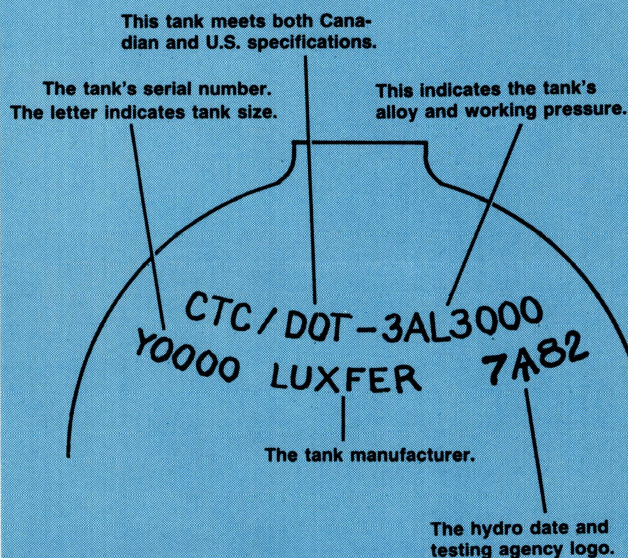 This tank meets both Cana-
dian and U.S. specifications.
The tank's serial number.
The letter indicates tank size.
This indicates the tank's
alloy and working pressure.
CTC/DOT-3AL3000
Y0000 LUXFER 7A82
The tank manufacturer.
The hydro date and
testing agency logo.